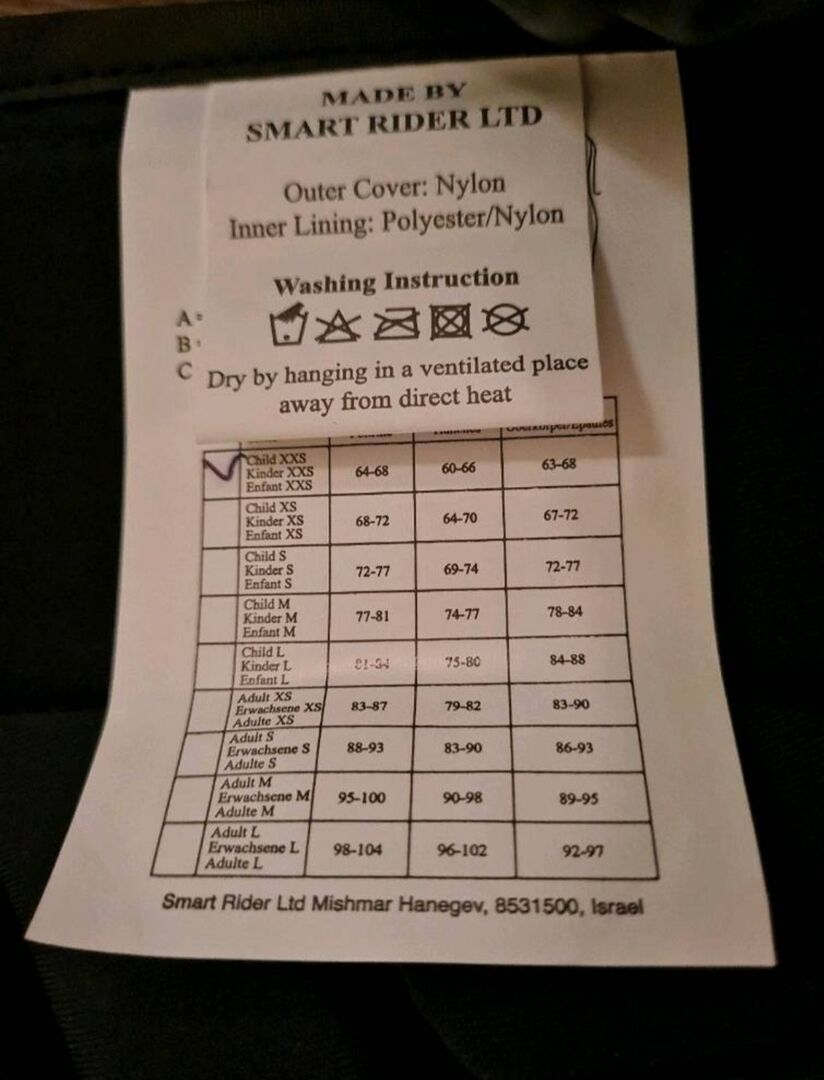 MADE BY
SMART RIDER LTD
Outer Cover: Nylon
Inner Lining: Polyester/Nylon
Washing Instruction
A:
B:
C
Dry by hanging in a ventilated place
away from direct heat
Child XXS
Kinder XXS
Enfant XXS
64-68
60-66
63-68
Child XS
Kinder XS
Enfant XS
68-72
64-70
67-72
Child S
Kinder S
Enfant S
72-77
69-74
72-77
Child M
Kinder M
Enfant M
77-81
74-77
78-84
Child L
Kinder L
Enfant L
75-80
84-88
Adult XS
Erwachsene XS
Adulte XS
83-87
79-82
83-90
Adult S
Erwachsene S
Adulte S
88-93
83-90
86-93
Adult M
Erwachsene M
Adulte M
95-100
90-98
89-95
Adult L
Erwachsene L
Adulte L
98-104
96-102
92-97
Smart Rider Ltd Mishmar Hanegev, 8531500, Israel